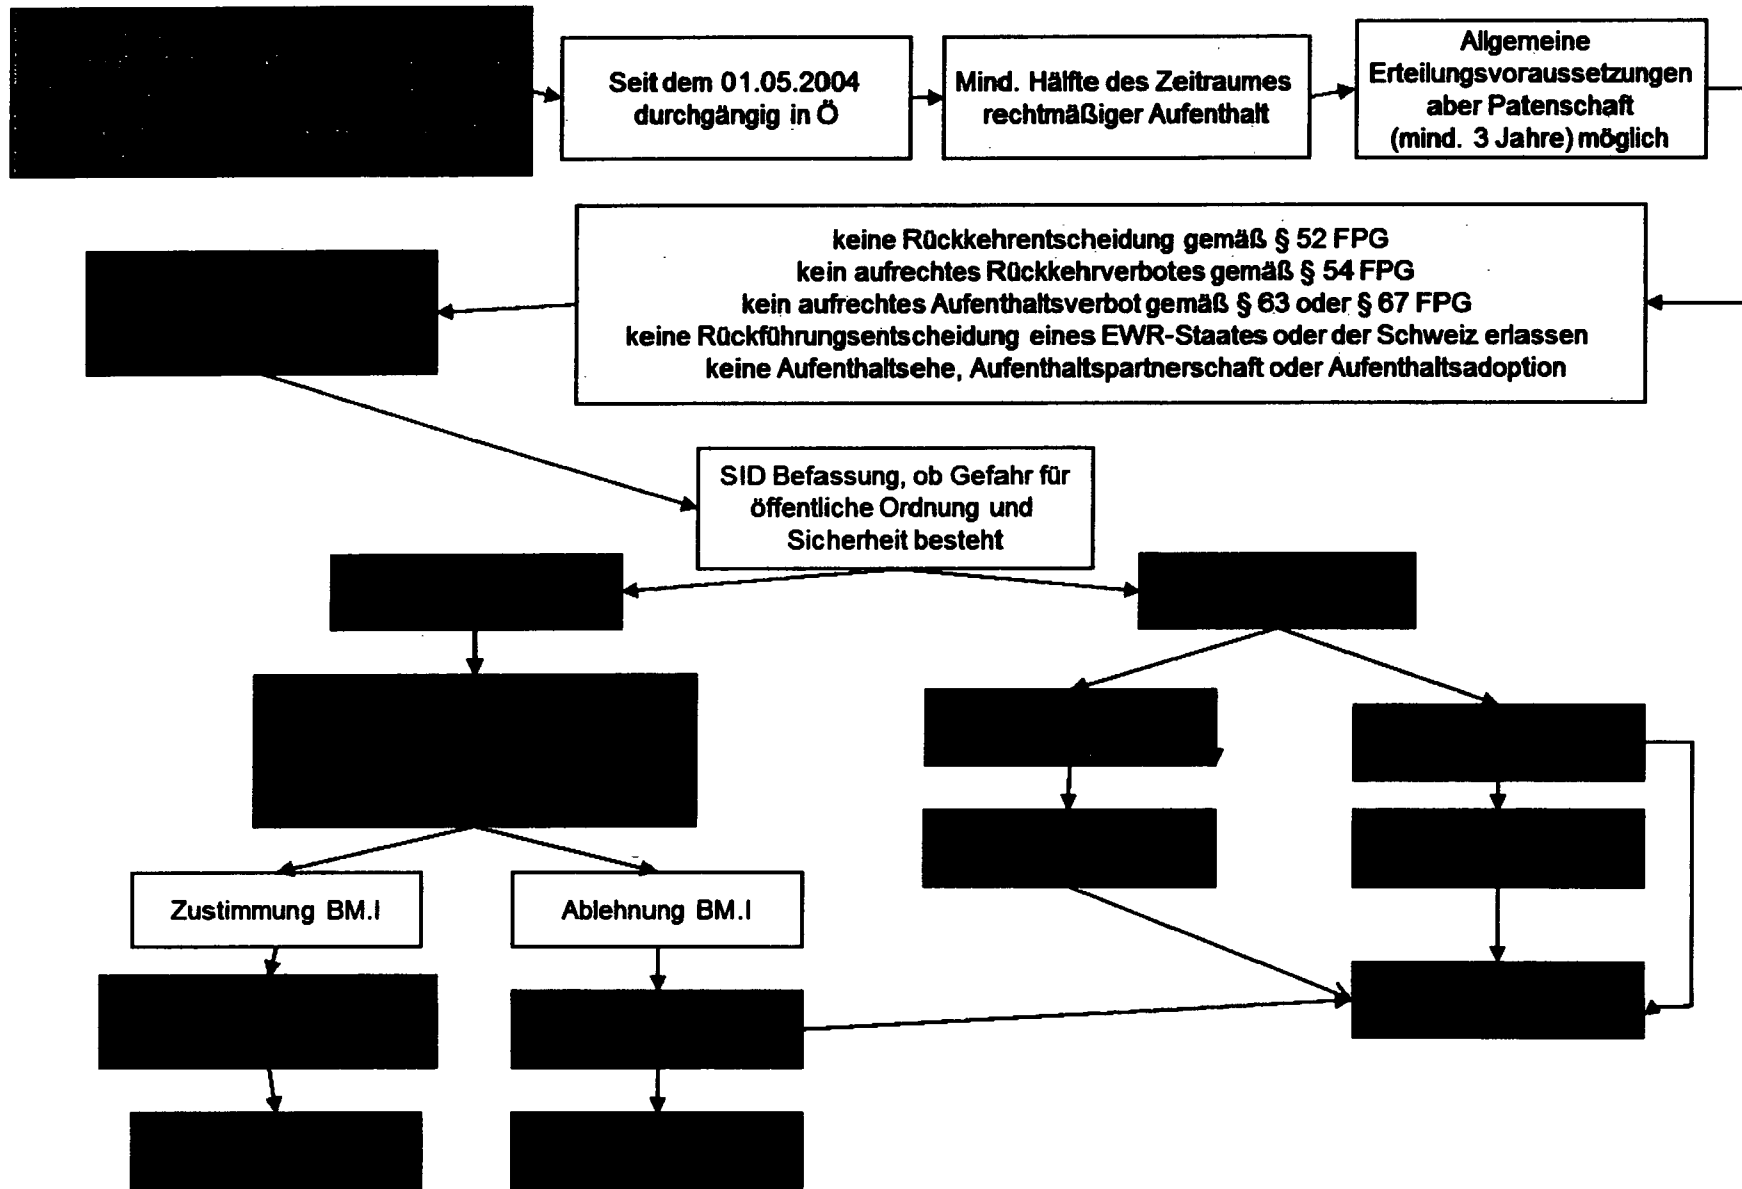 Seit dem 01.05.2004
durchgängig in Ö
Mind. Hälfte des Zeitraumes
rechtmäßiger Aufenthalt
Allgemeine
Erteilungsvoraussetzungen
aber Patenschaft
(mind. 3 Jahre) möglich
keine Rückkehrentscheidung gemäß § 52 FPG
kein aufrechtes Rückkehrverbotes gemäß § 54 FPG
kein aufrechtes Aufenthaltsverbot gemäß § 63 oder § 67 FPG
keine Rückführungsentscheidung eines EWR-Staates oder der Schweiz erlassen
keine Aufenthaltsehe, Aufenthaltspartnerschaft oder Aufenthaltsadoption
SID Befassung, ob Gefahr für
öffentliche Ordnung und
Sicherheit besteht
Zustimmung BM.I
Ablehnung BM.I